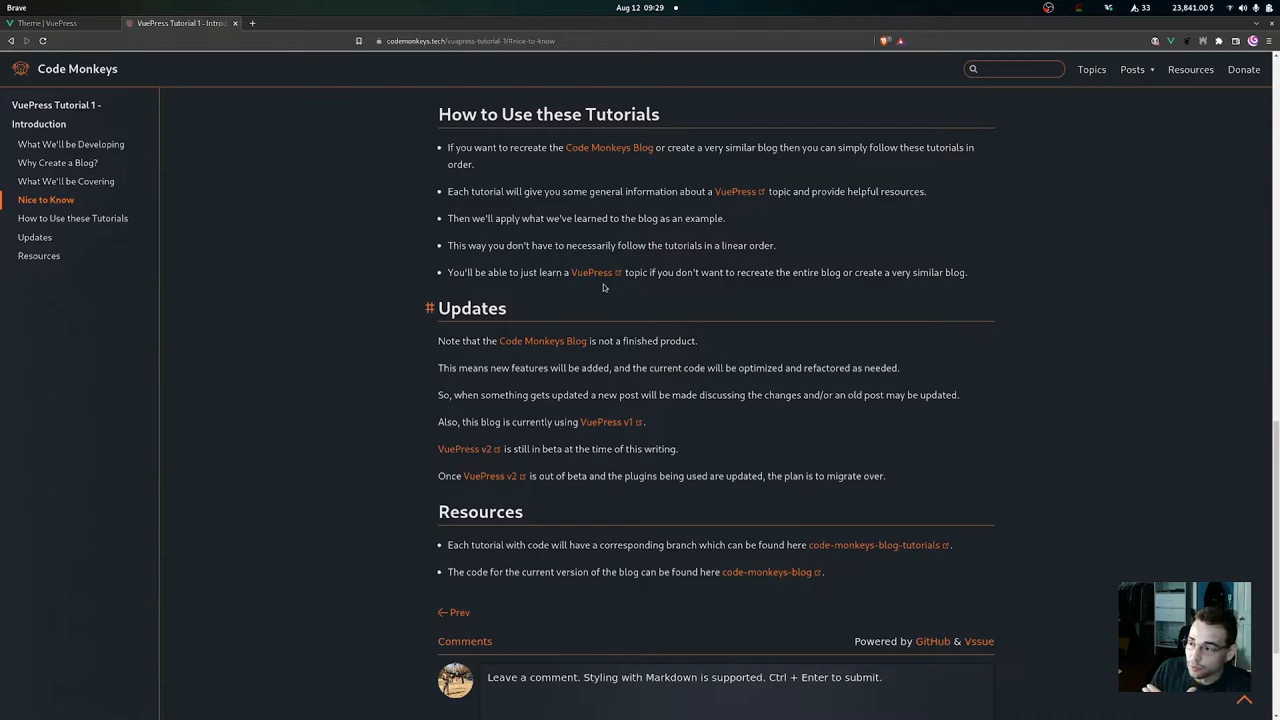 Brave
Aug 12 09:29
33
23,841.00 $
Theme | VuePress
VuePress Tutorial 1 - Introd
codemonkeys.tech/vuepress-tutorial-1/#nice-to-know
Code Monkeys
Topics
Posts
Resources
Donate
VuePress Tutorial 1 -
Introduction
What We'll be Developing
Why Create a Blog?
What We'll be Covering
Nice to Know
How to Use these Tutorials
Updates
Resources
How to Use these Tutorials
If you want to recreate the Code Monkeys Blog or create a very similar blog then you can simply follow these tutorials in
order.
Each tutorial will give you some general information about a VuePress topic and provide helpful resources.
Then we'll apply what we've learned to the blog as an example.
This way you don't have to necessarily follow the tutorials in a linear order.
You'll be able to just learn a VuePress topic if you don't want to recreate the entire blog or create a very similar blog.
# Updates
Note that the Code Monkeys Blog is not a finished product.
This means new features will be added, and the current code will be optimized and refactored as needed.
So, when something gets updated a new post will be made discussing the changes and/or an old post may be updated.
Also, this blog is currently using VuePress v1.
VuePress v2 is still in beta at the time of this writing.
Once VuePress v2 is out of beta and the plugins being used are updated, the plan is to migrate over.
Resources
Each tutorial with code will have a corresponding branch which can be found here code-monkeys-blog-tutorials.
The code for the current version of the blog can be found here code-monkeys-blog.
Prev
Comments
Powered by GitHub & Vssue
Leave a comment. Styling with Markdown is supported. Ctrl + Enter to submit.